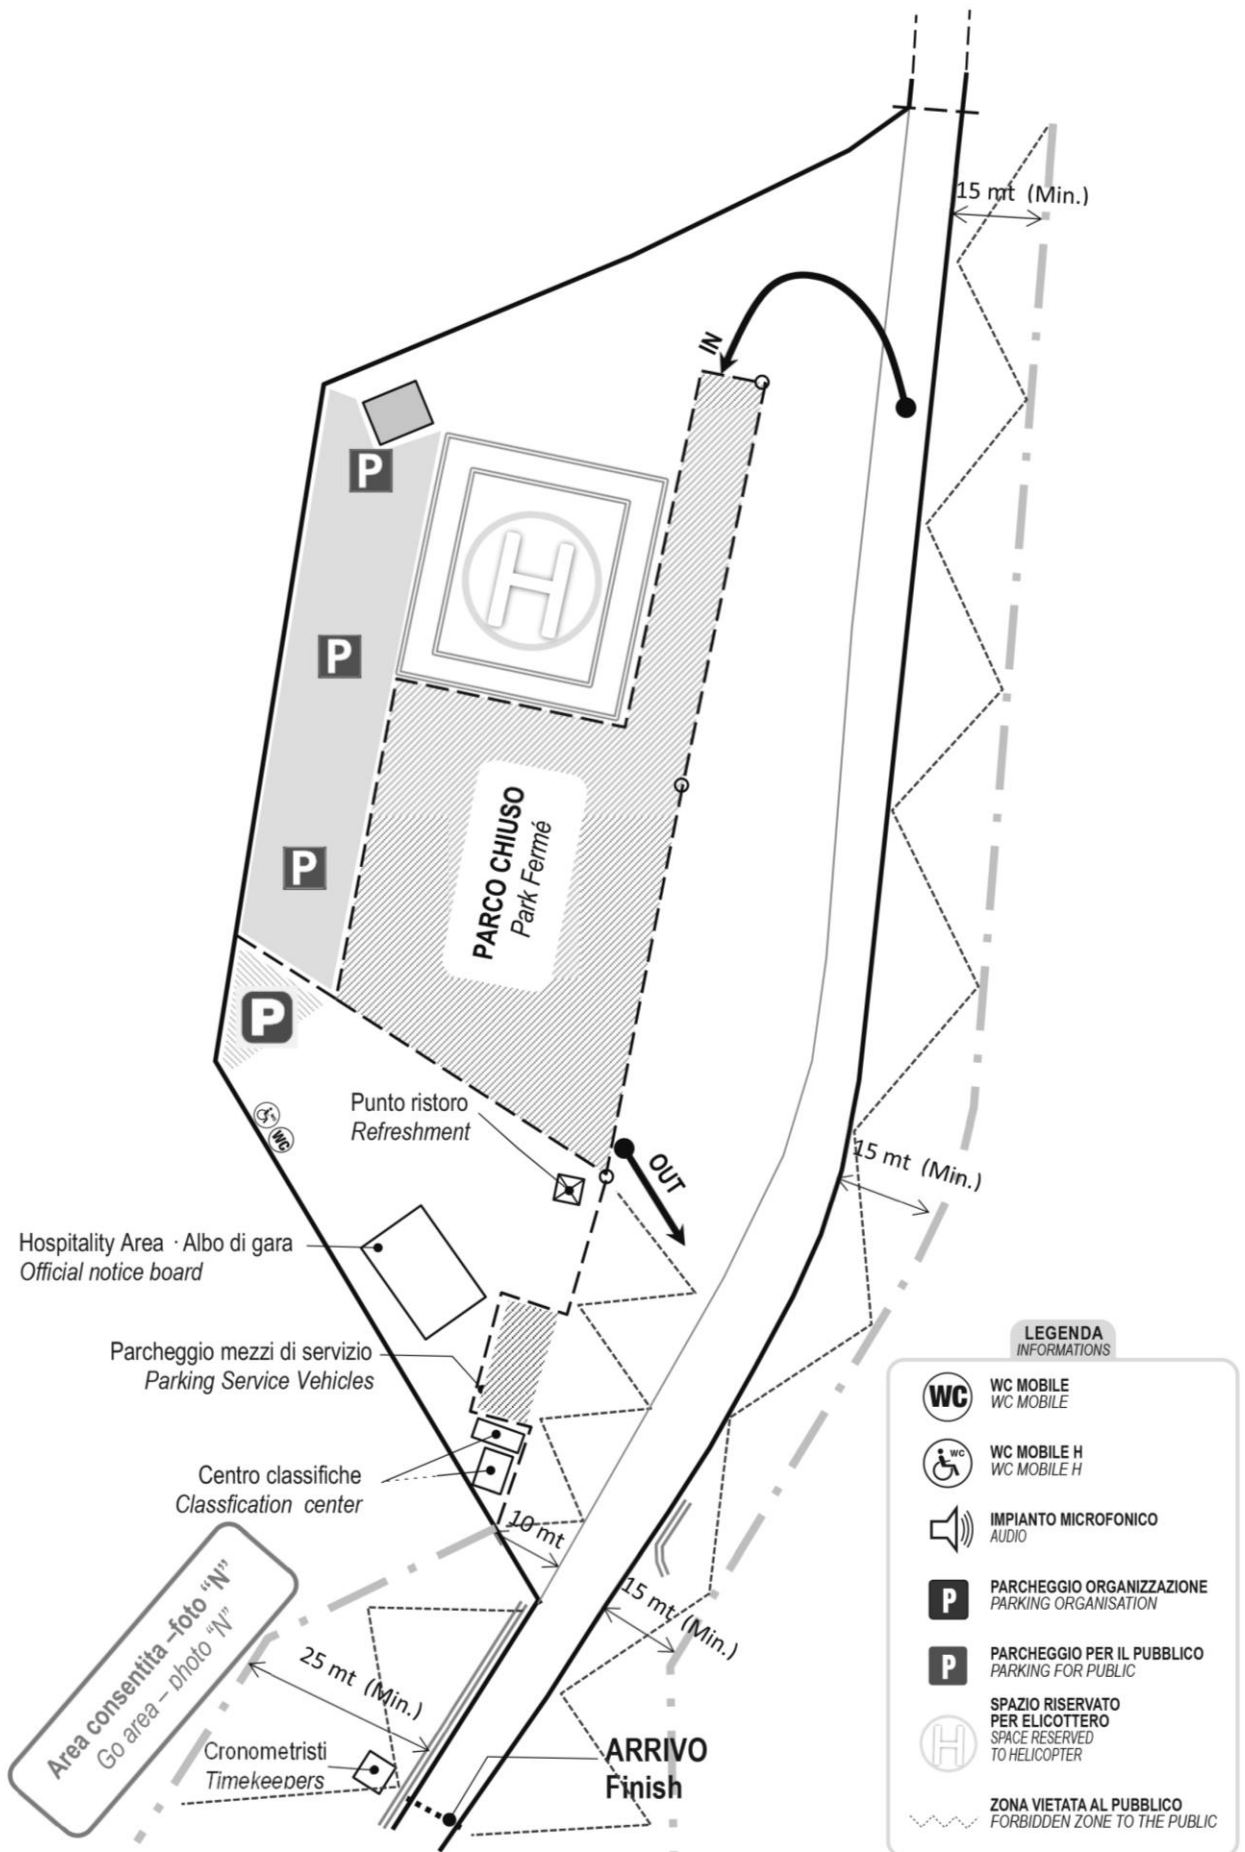 15 mt (Min.)
IN
P
H
P
PARCO CHIUSO
Park Fermé
P
P
Punto ristoro
Refreshment
WC
OUT
15 mt (Min.)
Hospitality Area · Albo di gara
Official notice board
Parcheggio mezzi di servizio
Parking Service Vehicles
Centro classifiche
Classfication center
10 mt
15 mt (Min.)
Area consentita –foto “N”
Go area – photo “N”
25 mt (Min.)
Cronometristi
Timekeepers
ARRIVO
Finish
LEGENDA
INFORMATIONS
WC
WC MOBILE
WC MOBILE
WC
WC MOBILE H
WC MOBILE H
IMPIANTO MICROFONICO
AUDIO
P
PARCHEGGIO ORGANIZZAZIONE
PARKING ORGANISATION
P
PARCHEGGIO PER IL PUBBLICO
PARKING FOR PUBLIC
H
SPAZIO RISERVATO
PER ELICOTTERO
SPACE RESERVED
TO HELICOPTER
ZONA VIETATA AL PUBBLICO
FORBIDDEN ZONE TO THE PUBLIC